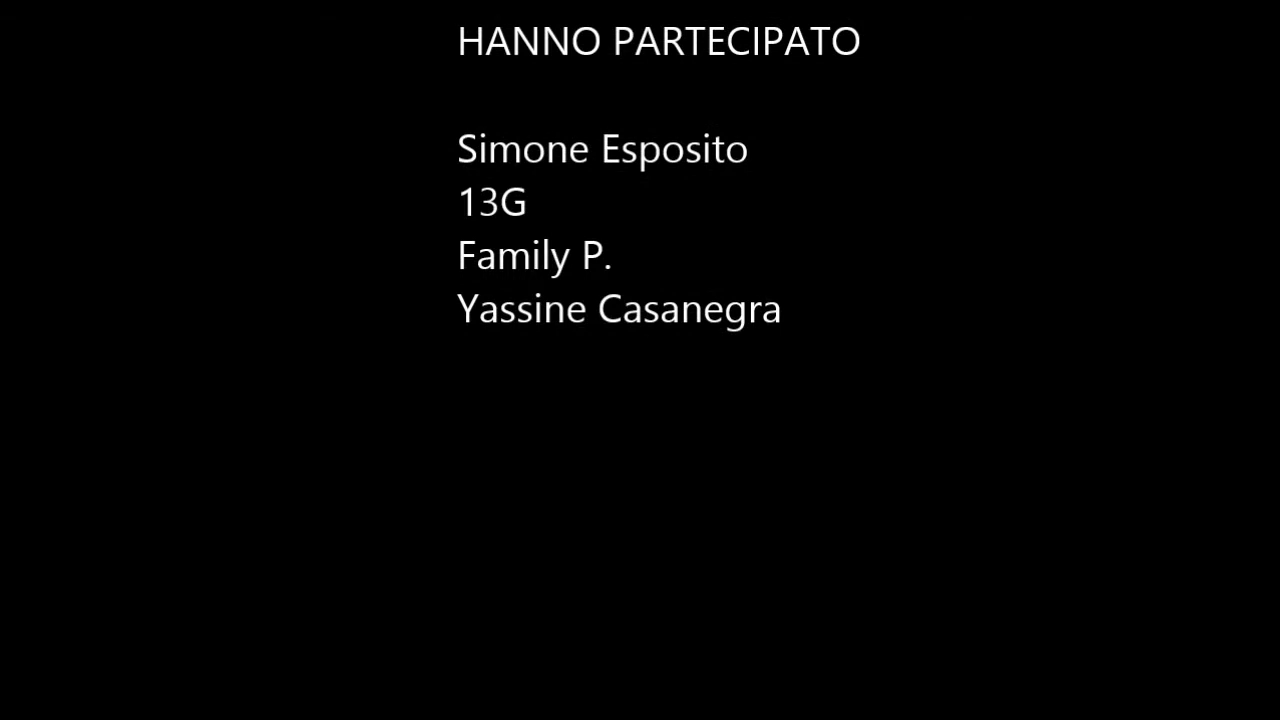 HANNO PARTECIPATO
Simone Esposito
13G
Family P.
Yassine Casanegra